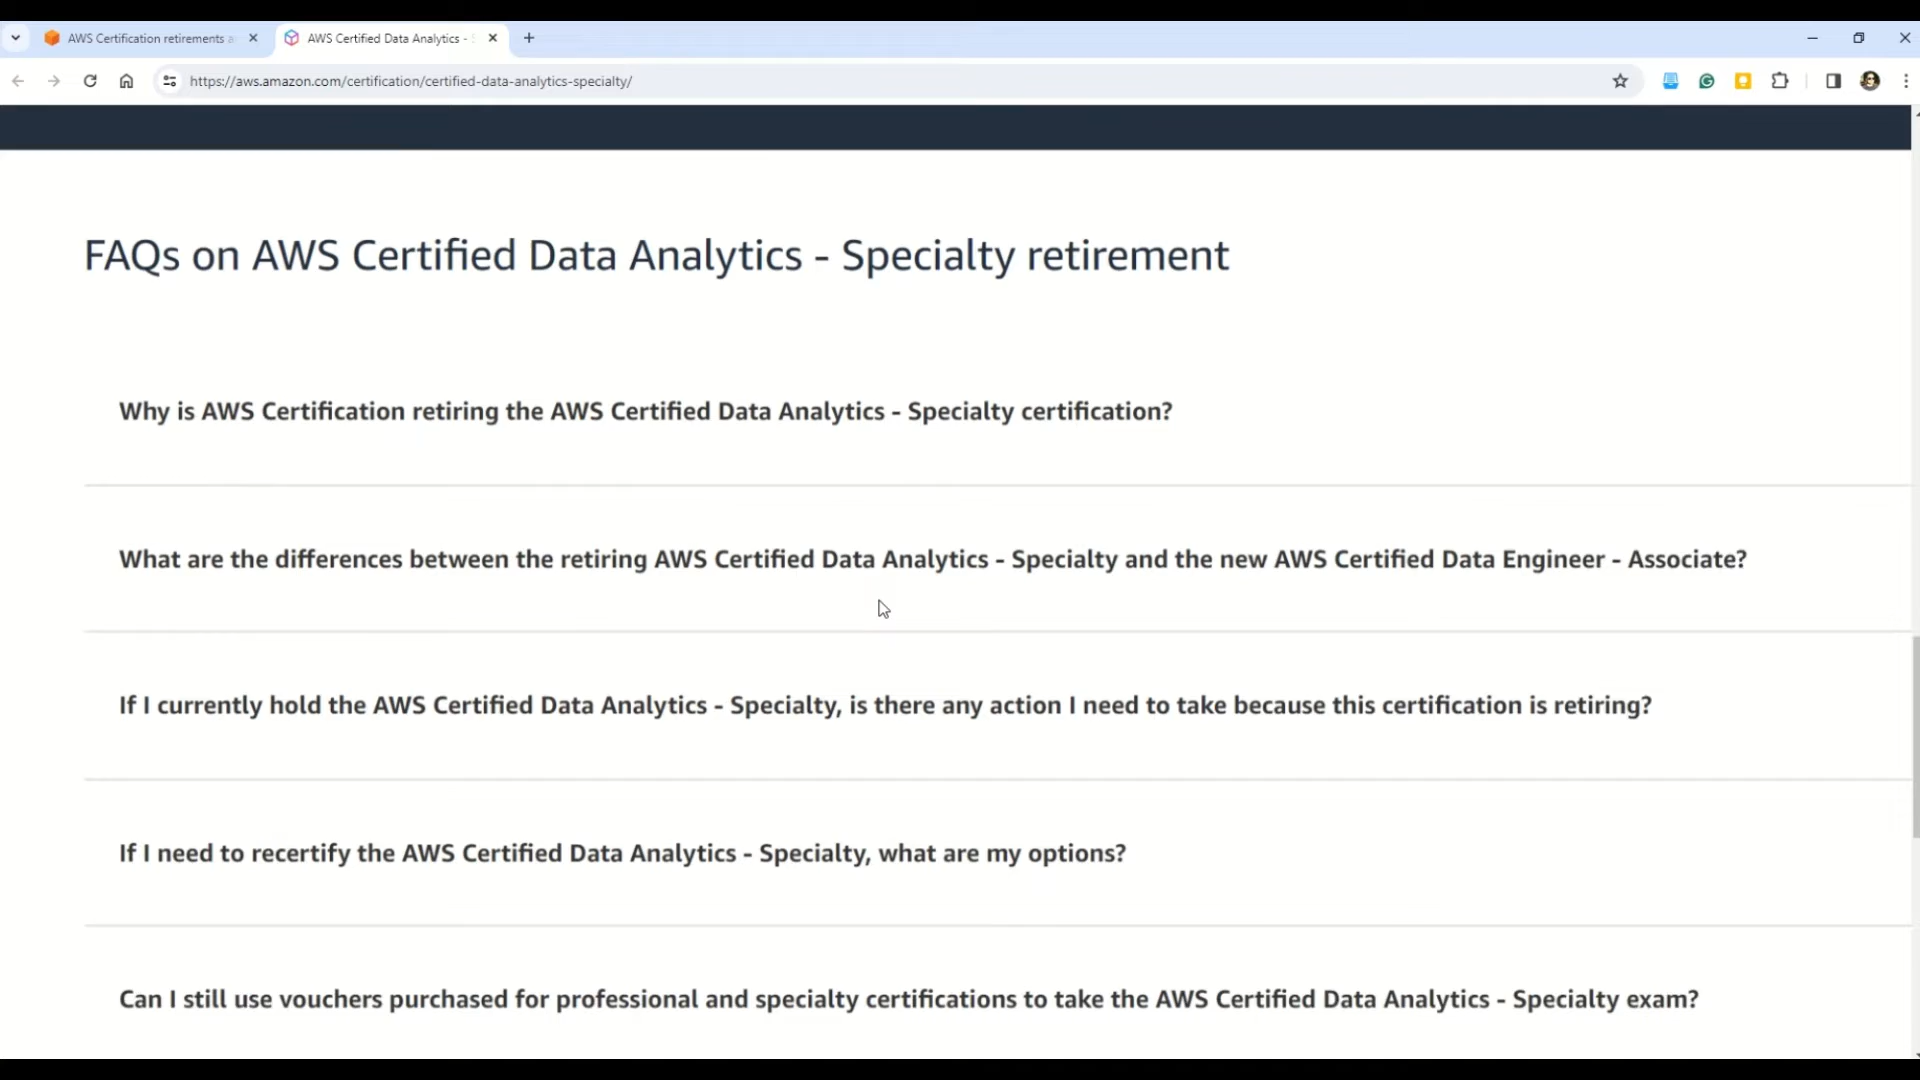 AWS Certification retirements
AWS Certified Data Analytics -
https://aws.amazon.com/certification/certified-data-analytics-specialty/
FAQs on AWS Certified Data Analytics - Specialty retirement
Why is AWS Certification retiring the AWS Certified Data Analytics - Specialty certification?
What are the differences between the retiring AWS Certified Data Analytics - Specialty and the new AWS Certified Data Engineer - Associate?
If I currently hold the AWS Certified Data Analytics - Specialty, is there any action I need to take because this certification is retiring?
If I need to recertify the AWS Certified Data Analytics - Specialty, what are my options?
Can I still use vouchers purchased for professional and specialty certifications to take the AWS Certified Data Analytics - Specialty exam?